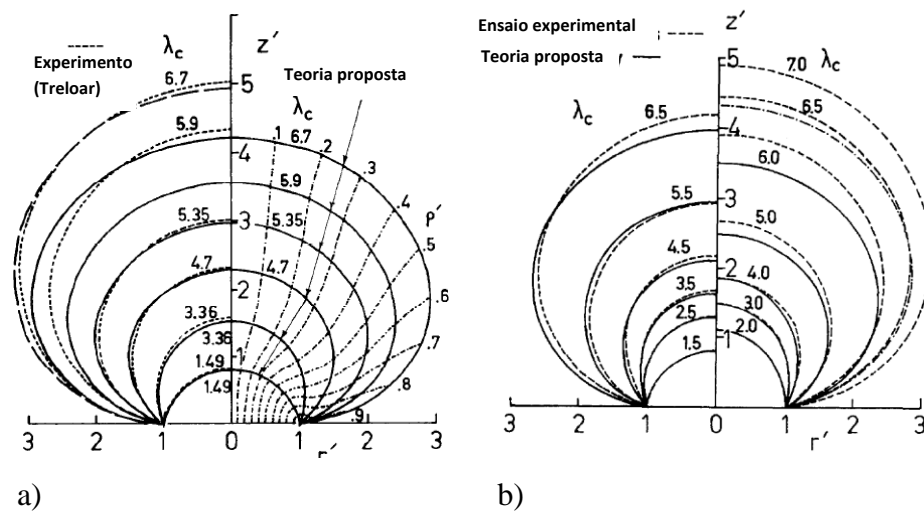 Experimento
(Treloar)
λc
z'
Teoria proposta
λc
6.7
5.9
5.35
4.7
3.36
3.36
1.49
1.49
6.7
5.9
5.35
4.7
.1
.2
.3
.4
.5
.6
.7
.8
.9
ρ'
5
4
3
2
1
3 2 1 0 1 2 3
r'
a)
Ensaio experimental
Teoria proposta
z'
λc
λc
7.0
6.5
6.5
6.0
5.5
5.0
4.5
4.0
3.5
3.0
2.5
2.0
1.5
5
4
3
2
1
3 2 1 0 1 2 3
r'
b)